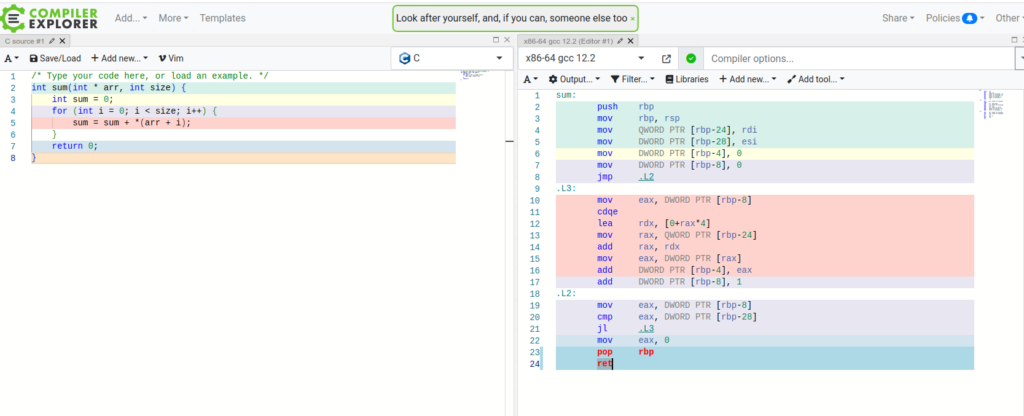 COMPILER
EXPLORER
Add... More Templates
Look after yourself, and, if you can, someone else too ×
Share Policies Other
C source #1
A Save/Load + Add new... Vim
C
1 /* Type your code here, or load an example. */
2 int sum(int * arr, int size) {
3     int sum = 0;
4     for (int i = 0; i < size; i++) {
5         sum = sum + *(arr + i);
6     }
7     return 0;
8 }
x86-64 gcc 12.2 (Editor #1)
x86-64 gcc 12.2 Compiler options...
A Output... Filter... Libraries + Add new... Add tool...
1 sum:
2 push rbp
3 mov rbp, rsp
4 mov QWORD PTR [rbp-24], rdi
5 mov DWORD PTR [rbp-28], esi
6 mov DWORD PTR [rbp-4], 0
7 mov DWORD PTR [rbp-8], 0
8 jmp .L2
9 .L3:
10 mov eax, DWORD PTR [rbp-8]
11 cdqe
12 lea rdx, [0+rax*4]
13 mov rax, QWORD PTR [rbp-24]
14 add rax, rdx
15 mov eax, DWORD PTR [rax]
16 add DWORD PTR [rbp-4], eax
17 add DWORD PTR [rbp-8], 1
18 .L2:
19 mov eax, DWORD PTR [rbp-8]
20 cmp eax, DWORD PTR [rbp-28]
21 jl .L3
22 mov eax, 0
23 pop rbp
24 ret